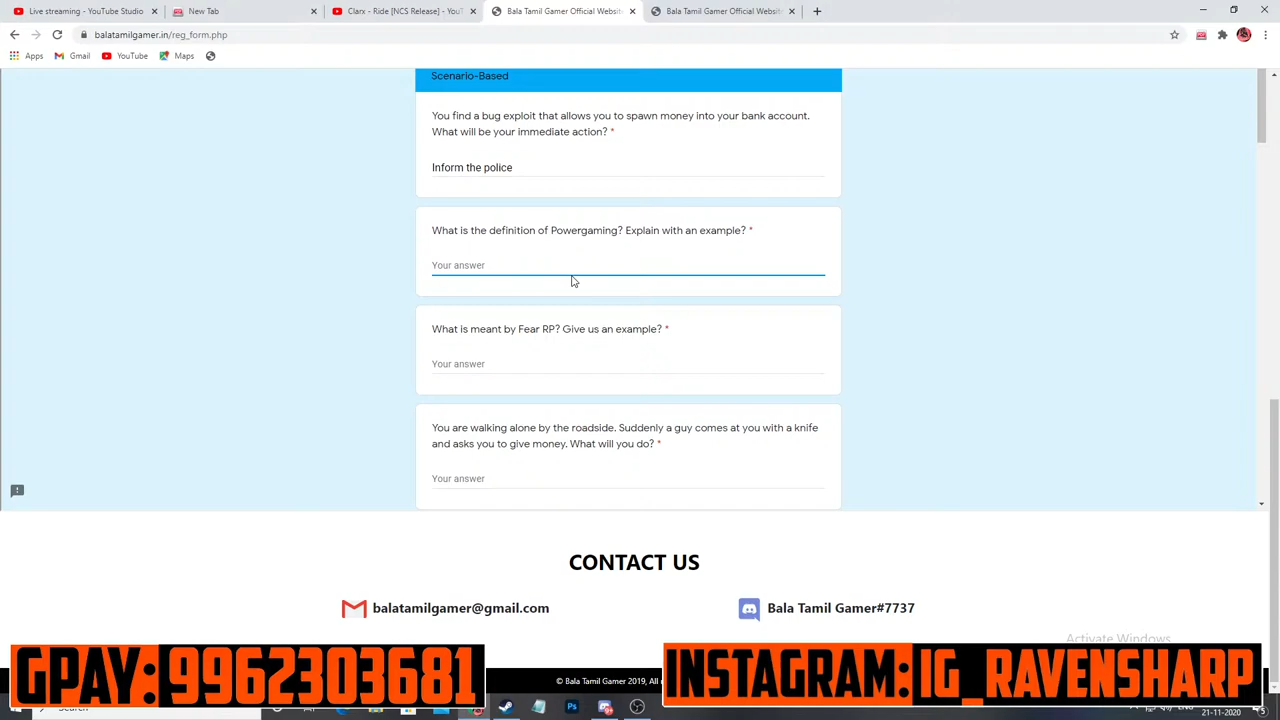 Live streaming - YouTube Studio
New Tab
Clarx - Ride [NCS Release] - YouT
Bala Tamil Gamer Official Website
Bala Tamil Gamer Official Website
balatamilgamer.in/reg_form.php
Apps
Gmail
YouTube
Maps
Scenario-Based
You find a bug exploit that allows you to spawn money into your bank account.
What will be your immediate action? *
Inform the police
What is the definition of Powergaming? Explain with an example? *
Your answer
What is meant by Fear RP? Give us an example? *
Your answer
You are walking alone by the roadside. Suddenly a guy comes at you with a knife
and asks you to give money. What will you do? *
Your answer
CONTACT US
balatamilgamer@gmail.com
Bala Tamil Gamer#7737
Activate Windows
GPAY:9962303681
© Bala Tamil Gamer 2019, All
INSTAGRAM:IG_RAVENSHARP
Search
ENG
21-11-2020
5